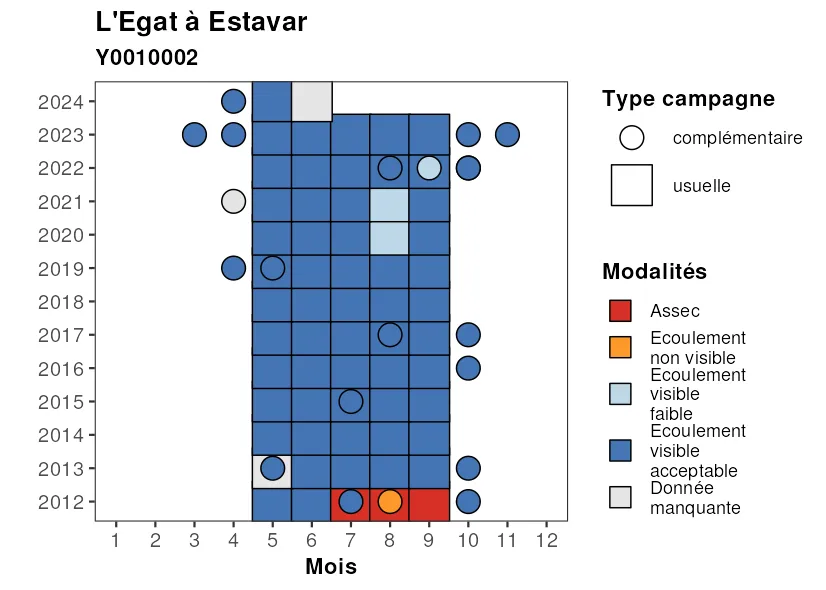 L'Egat à Estavar
Y0010002
2024
2023
2022
2021
2020
2019
2018
2017
2016
2015
2014
2013
2012
1 2 3 4 5 6 7 8 9 10 11 12
Mois
Type campagne
complémentaire
usuelle
Modalités
Assec
Ecoulement
non visible
Ecoulement
visible
faible
Ecoulement
visible
acceptable
Donnée
manquante